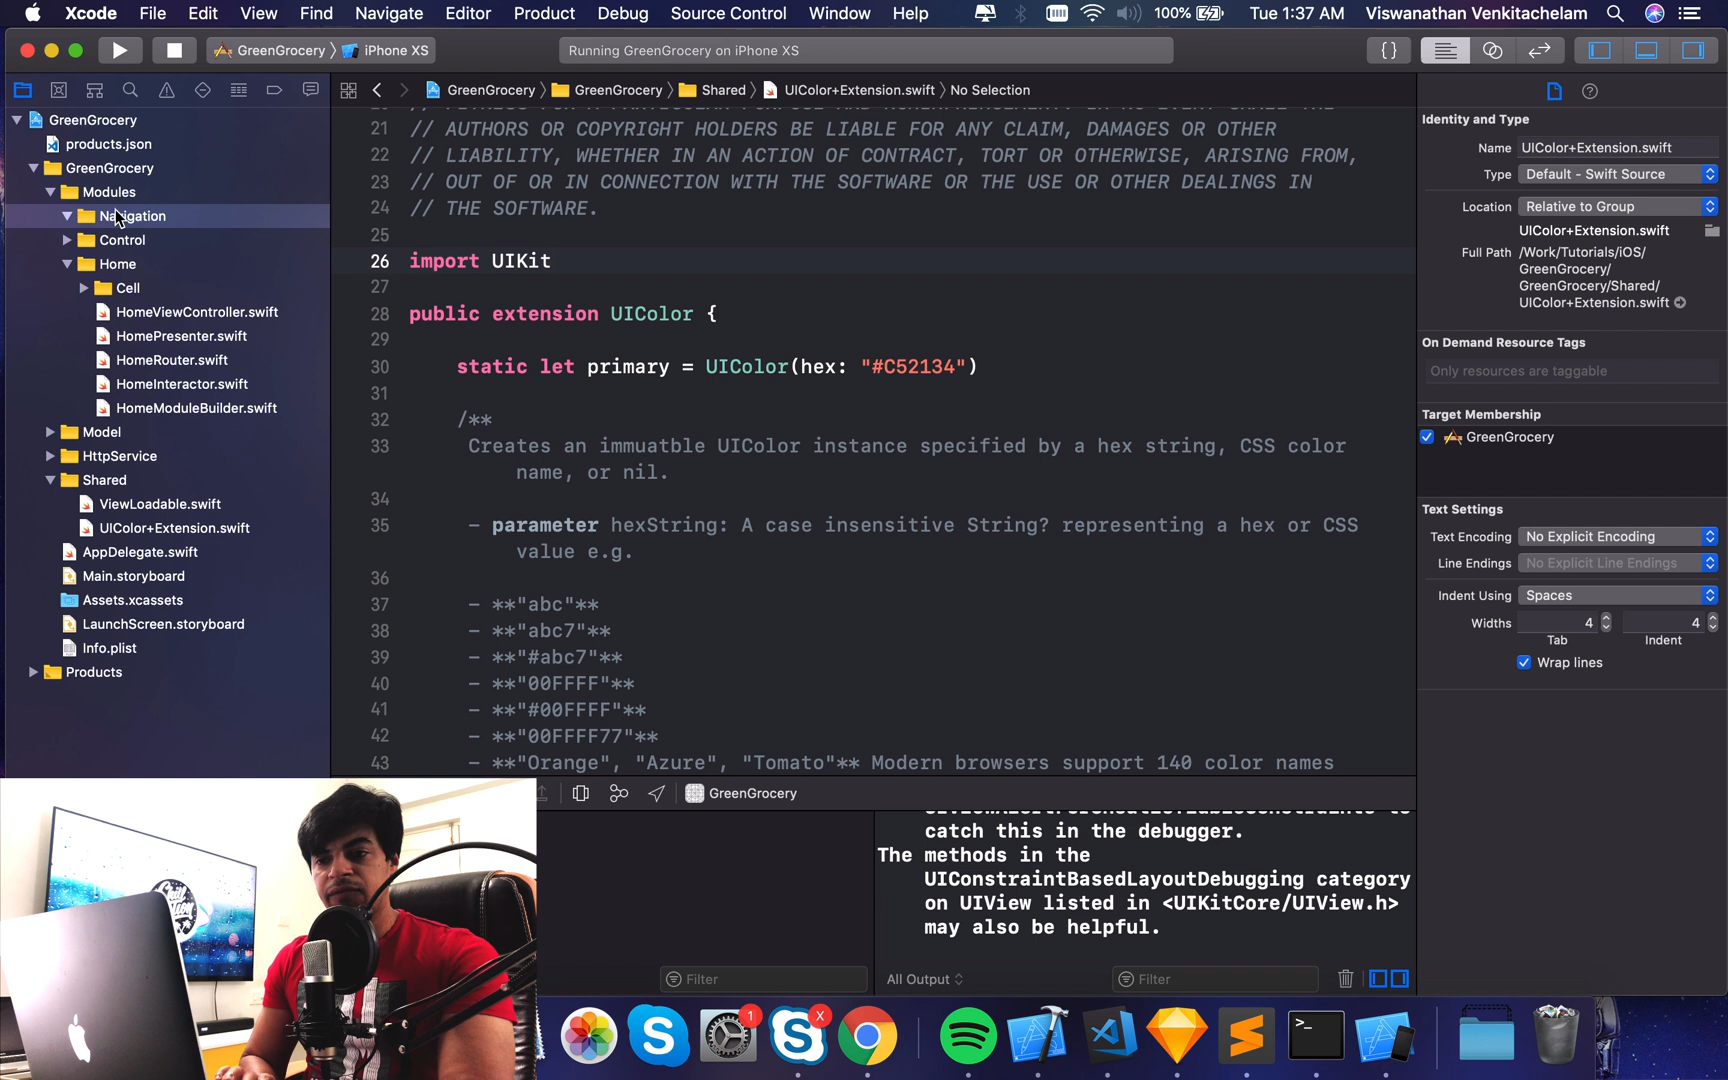 Xcode File Edit View Find Navigate Editor Product Debug Source Control Window Help 100% Tue 1:37 AM Viswanathan Venkitachelam
GreenGrocery iPhone XS Running GreenGrocery on iPhone XS {}
GreenGrocery GreenGrocery Shared UIColor+Extension.swift No Selection
GreenGrocery
products.json
GreenGrocery
Modules
Navigation
Control
Home
Cell
HomeViewController.swift
HomePresenter.swift
HomeRouter.swift
HomeInteractor.swift
HomeModuleBuilder.swift
Model
HttpService
Shared
ViewLoadable.swift
UIColor+Extension.swift
AppDelegate.swift
Main.storyboard
Assets.xcassets
LaunchScreen.storyboard
Info.plist
Products
21 // AUTHORS OR COPYRIGHT HOLDERS BE LIABLE FOR ANY CLAIM, DAMAGES OR OTHER
22 // LIABILITY, WHETHER IN AN ACTION OF CONTRACT, TORT OR OTHERWISE, ARISING FROM,
23 // OUT OF OR IN CONNECTION WITH THE SOFTWARE OR THE USE OR OTHER DEALINGS IN
24 // THE SOFTWARE.
25
26 import UIKit
27
28 public extension UIColor {
29
30 static let primary = UIColor(hex: "#C52134")
31
32 /**
33 Creates an immuatble UIColor instance specified by a hex string, CSS color
name, or nil.
34
35 - parameter hexString: A case insensitive String? representing a hex or CSS
value e.g.
36
37 - **"abc"**
38 - **"abc7"**
39 - **"#abc7"**
40 - **"00FFFF"**
41 - **"#00FFFF"**
42 - **"00FFFF77"**
43 - **"Orange", "Azure", "Tomato"** Modern browsers support 140 color names
Identity and Type
Name UIColor+Extension.swift
Type Default - Swift Source
Location Relative to Group
UIColor+Extension.swift
Full Path /Work/Tutorials/iOS/
GreenGrocery/
GreenGrocery/Shared/
UIColor+Extension.swift
On Demand Resource Tags
Only resources are taggable
Target Membership
GreenGrocery
Text Settings
Text Encoding No Explicit Encoding
Line Endings No Explicit Line Endings
Indent Using Spaces
Widths 4 4
Tab Indent
Wrap lines
GreenGrocery
catch this in the debugger.
The methods in the
UIConstraintBasedLayoutDebugging category
on UIView listed in <UIKitCore/UIView.h>
may also be helpful.
Filter All Output Filter
1 X